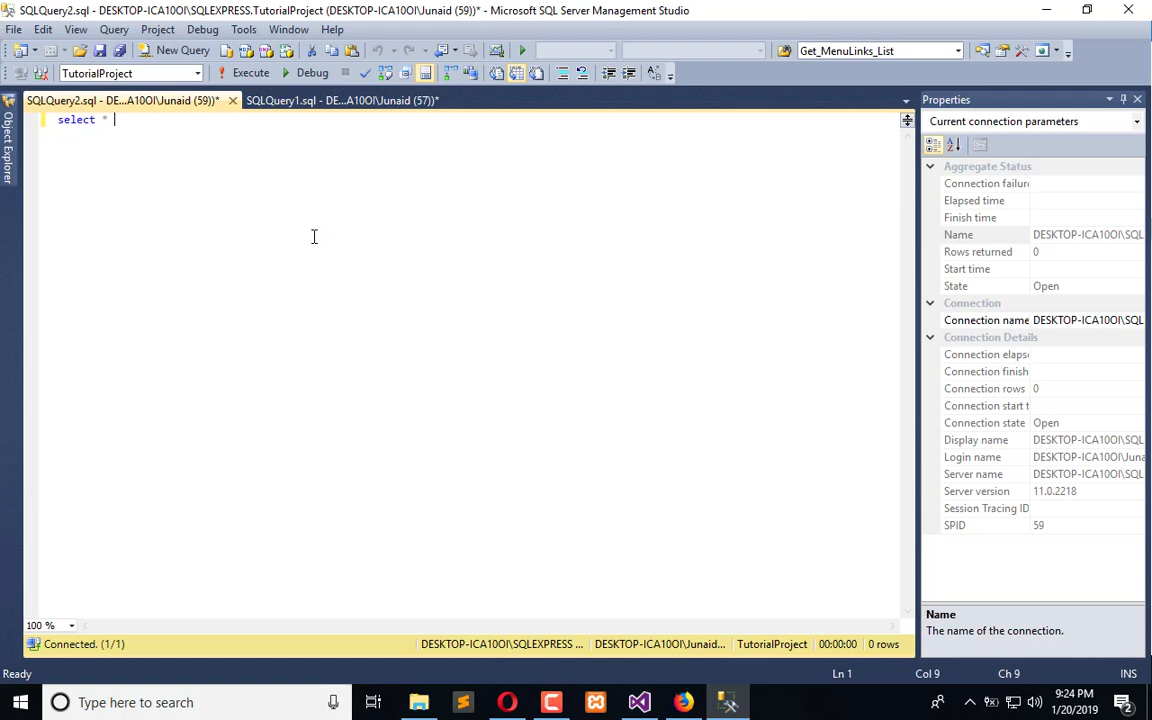 SQLQuery2.sql - DESKTOP-ICA10OI\SQLEXPRESS.TutorialProject (DESKTOP-ICA10OI\Junaid (59))* - Microsoft SQL Server Management Studio
File Edit View Query Project Debug Tools Window Help
New Query Get_MenuLinks_List
TutorialProject Execute Debug
SQLQuery2.sql - DE...A10OI\Junaid (59))* SQLQuery1.sql - DE...A10OI\Junaid (57))*
Object Explorer
select *
Properties
Current connection parameters
Aggregate Status
Connection failure
Elapsed time
Finish time
Name DESKTOP-ICA10OI\SQL
Rows returned 0
Start time
State Open
Connection
Connection name DESKTOP-ICA10OI\SQL
Connection Details
Connection elaps
Connection finish
Connection rows 0
Connection start t
Connection state Open
Display name DESKTOP-ICA10OI\SQL
Login name DESKTOP-ICA10OI\Juna
Server name DESKTOP-ICA10OI\SQL
Server version 11.0.2218
Session Tracing ID
SPID 59
Name
The name of the connection.
100 %
Connected. (1/1) DESKTOP-ICA10OI\SQLEXPRESS ... DESKTOP-ICA10OI\Junaid... TutorialProject 00:00:00 0 rows
Ready Ln 1 Col 9 Ch 9 INS
Type here to search 9:24 PM
1/20/2019 2